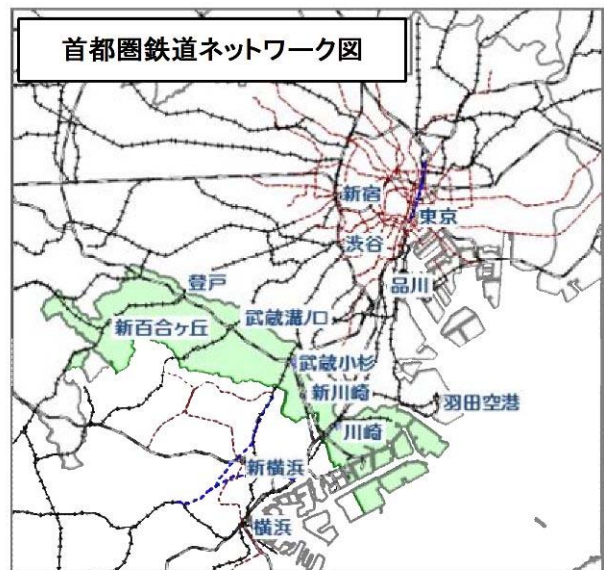 首都圏鉄道ネットワーク図
新宿
東京
渋谷
登戸
品川
新百合ヶ丘
武蔵溝ノ口
武蔵小杉
新川崎
羽田空港
川崎
新横浜
横浜